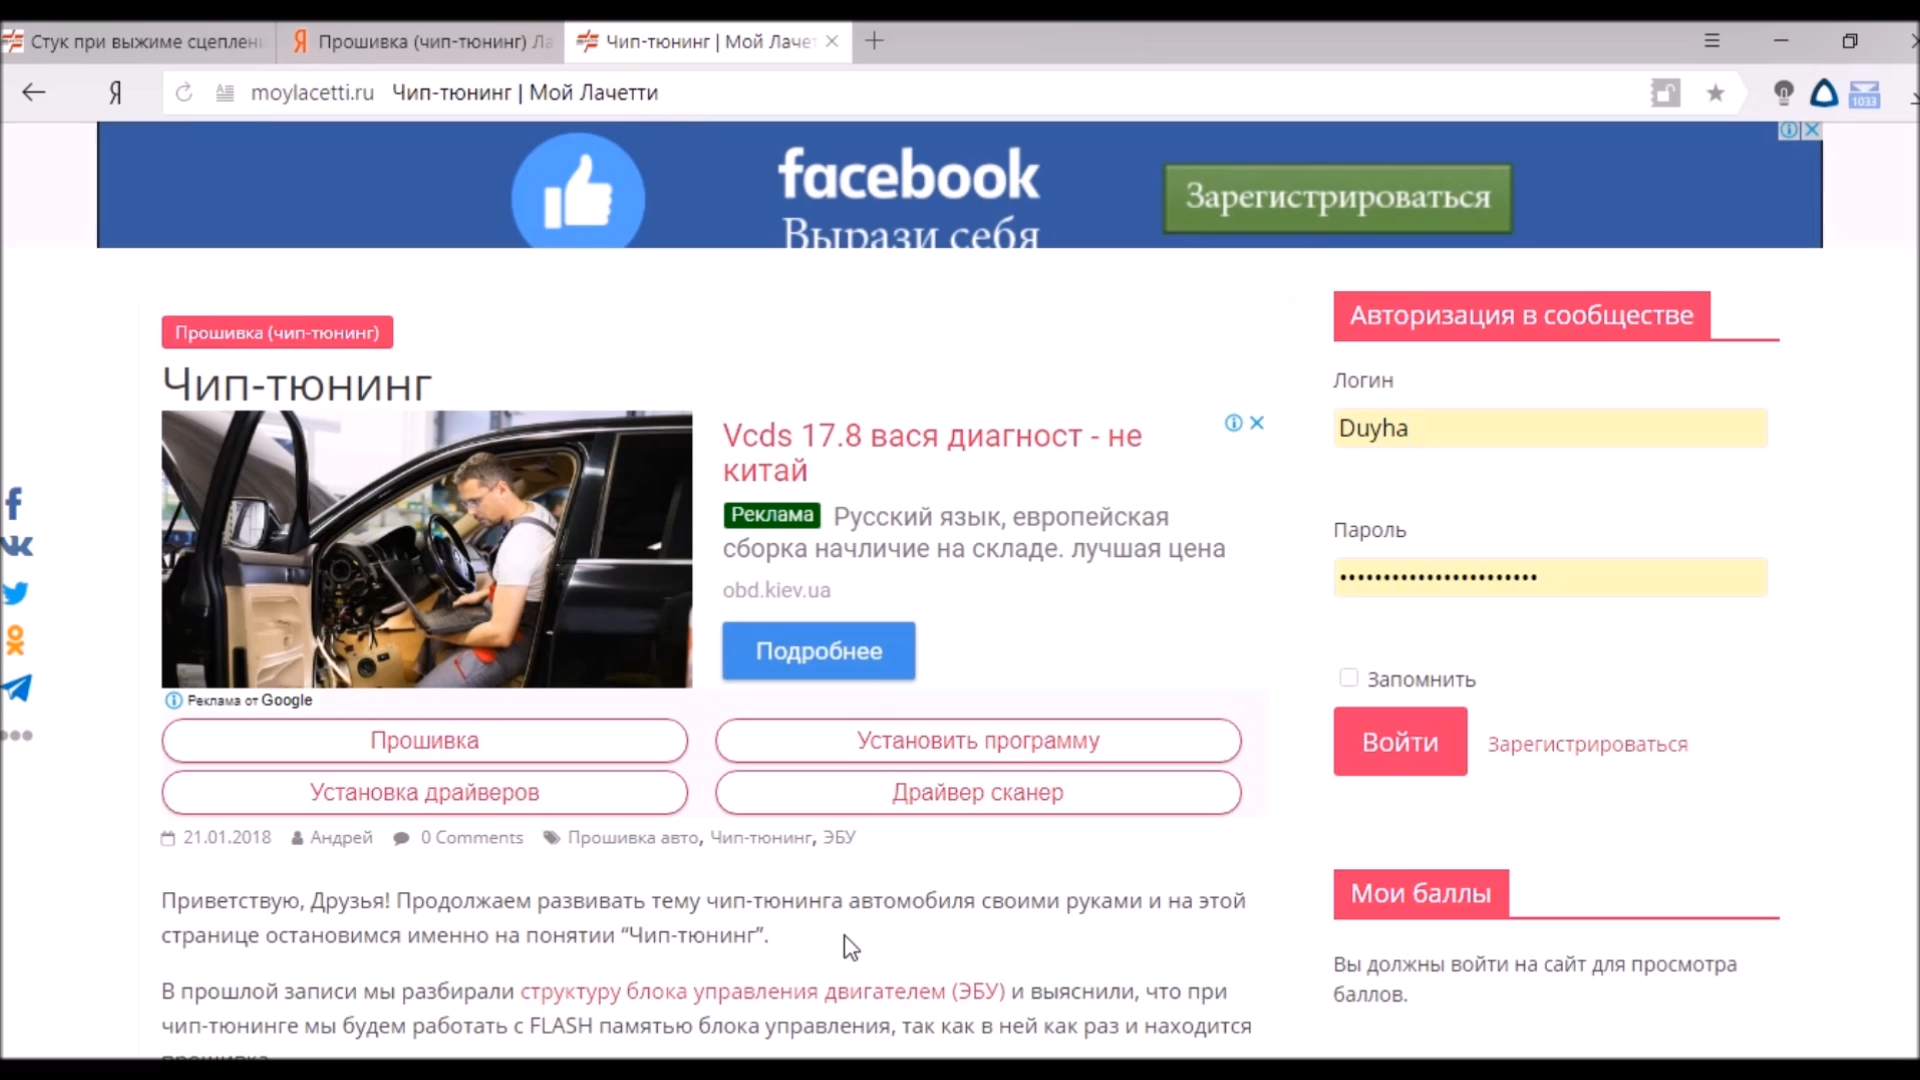 Стук при выжиме сцеплен
Прошивка (чип-тюнинг) Ла
Чип-тюнинг | Мой Лаче
Я
moylacetti.ru Чип-тюнинг | Мой Лачетти
1033
facebook
Вырази себя
Зарегистрироваться
Прошивка (чип-тюнинг)
Чип-тюнинг
Vcds 17.8 вася диагност - не
китай
Реклама Русский язык, европейская
сборка начличие на складе. лучшая цена
obd.kiev.ua
Подробнее
Реклама от Google
Прошивка
Установить программу
Установка драйверов
Драйвер сканер
21.01.2018 Андрей 0 Comments Прошивка авто, Чип-тюнинг, ЭБУ
Приветствую, Друзья! Продолжаем развивать тему чип-тюнинга автомобиля своими руками и на этой
странице остановимся именно на понятии “Чип-тюнинг”.
В прошлой записи мы разбирали структуру блока управления двигателем (ЭБУ) и выяснили, что при
чип-тюнинге мы будем работать с FLASH памятью блока управления, так как в ней как раз и находится
прошивка.
Авторизация в сообществе
Логин
Duyha
Пароль
Запомнить
Войти
Зарегистрироваться
Мои баллы
Вы должны войти на сайт для просмотра
баллов.